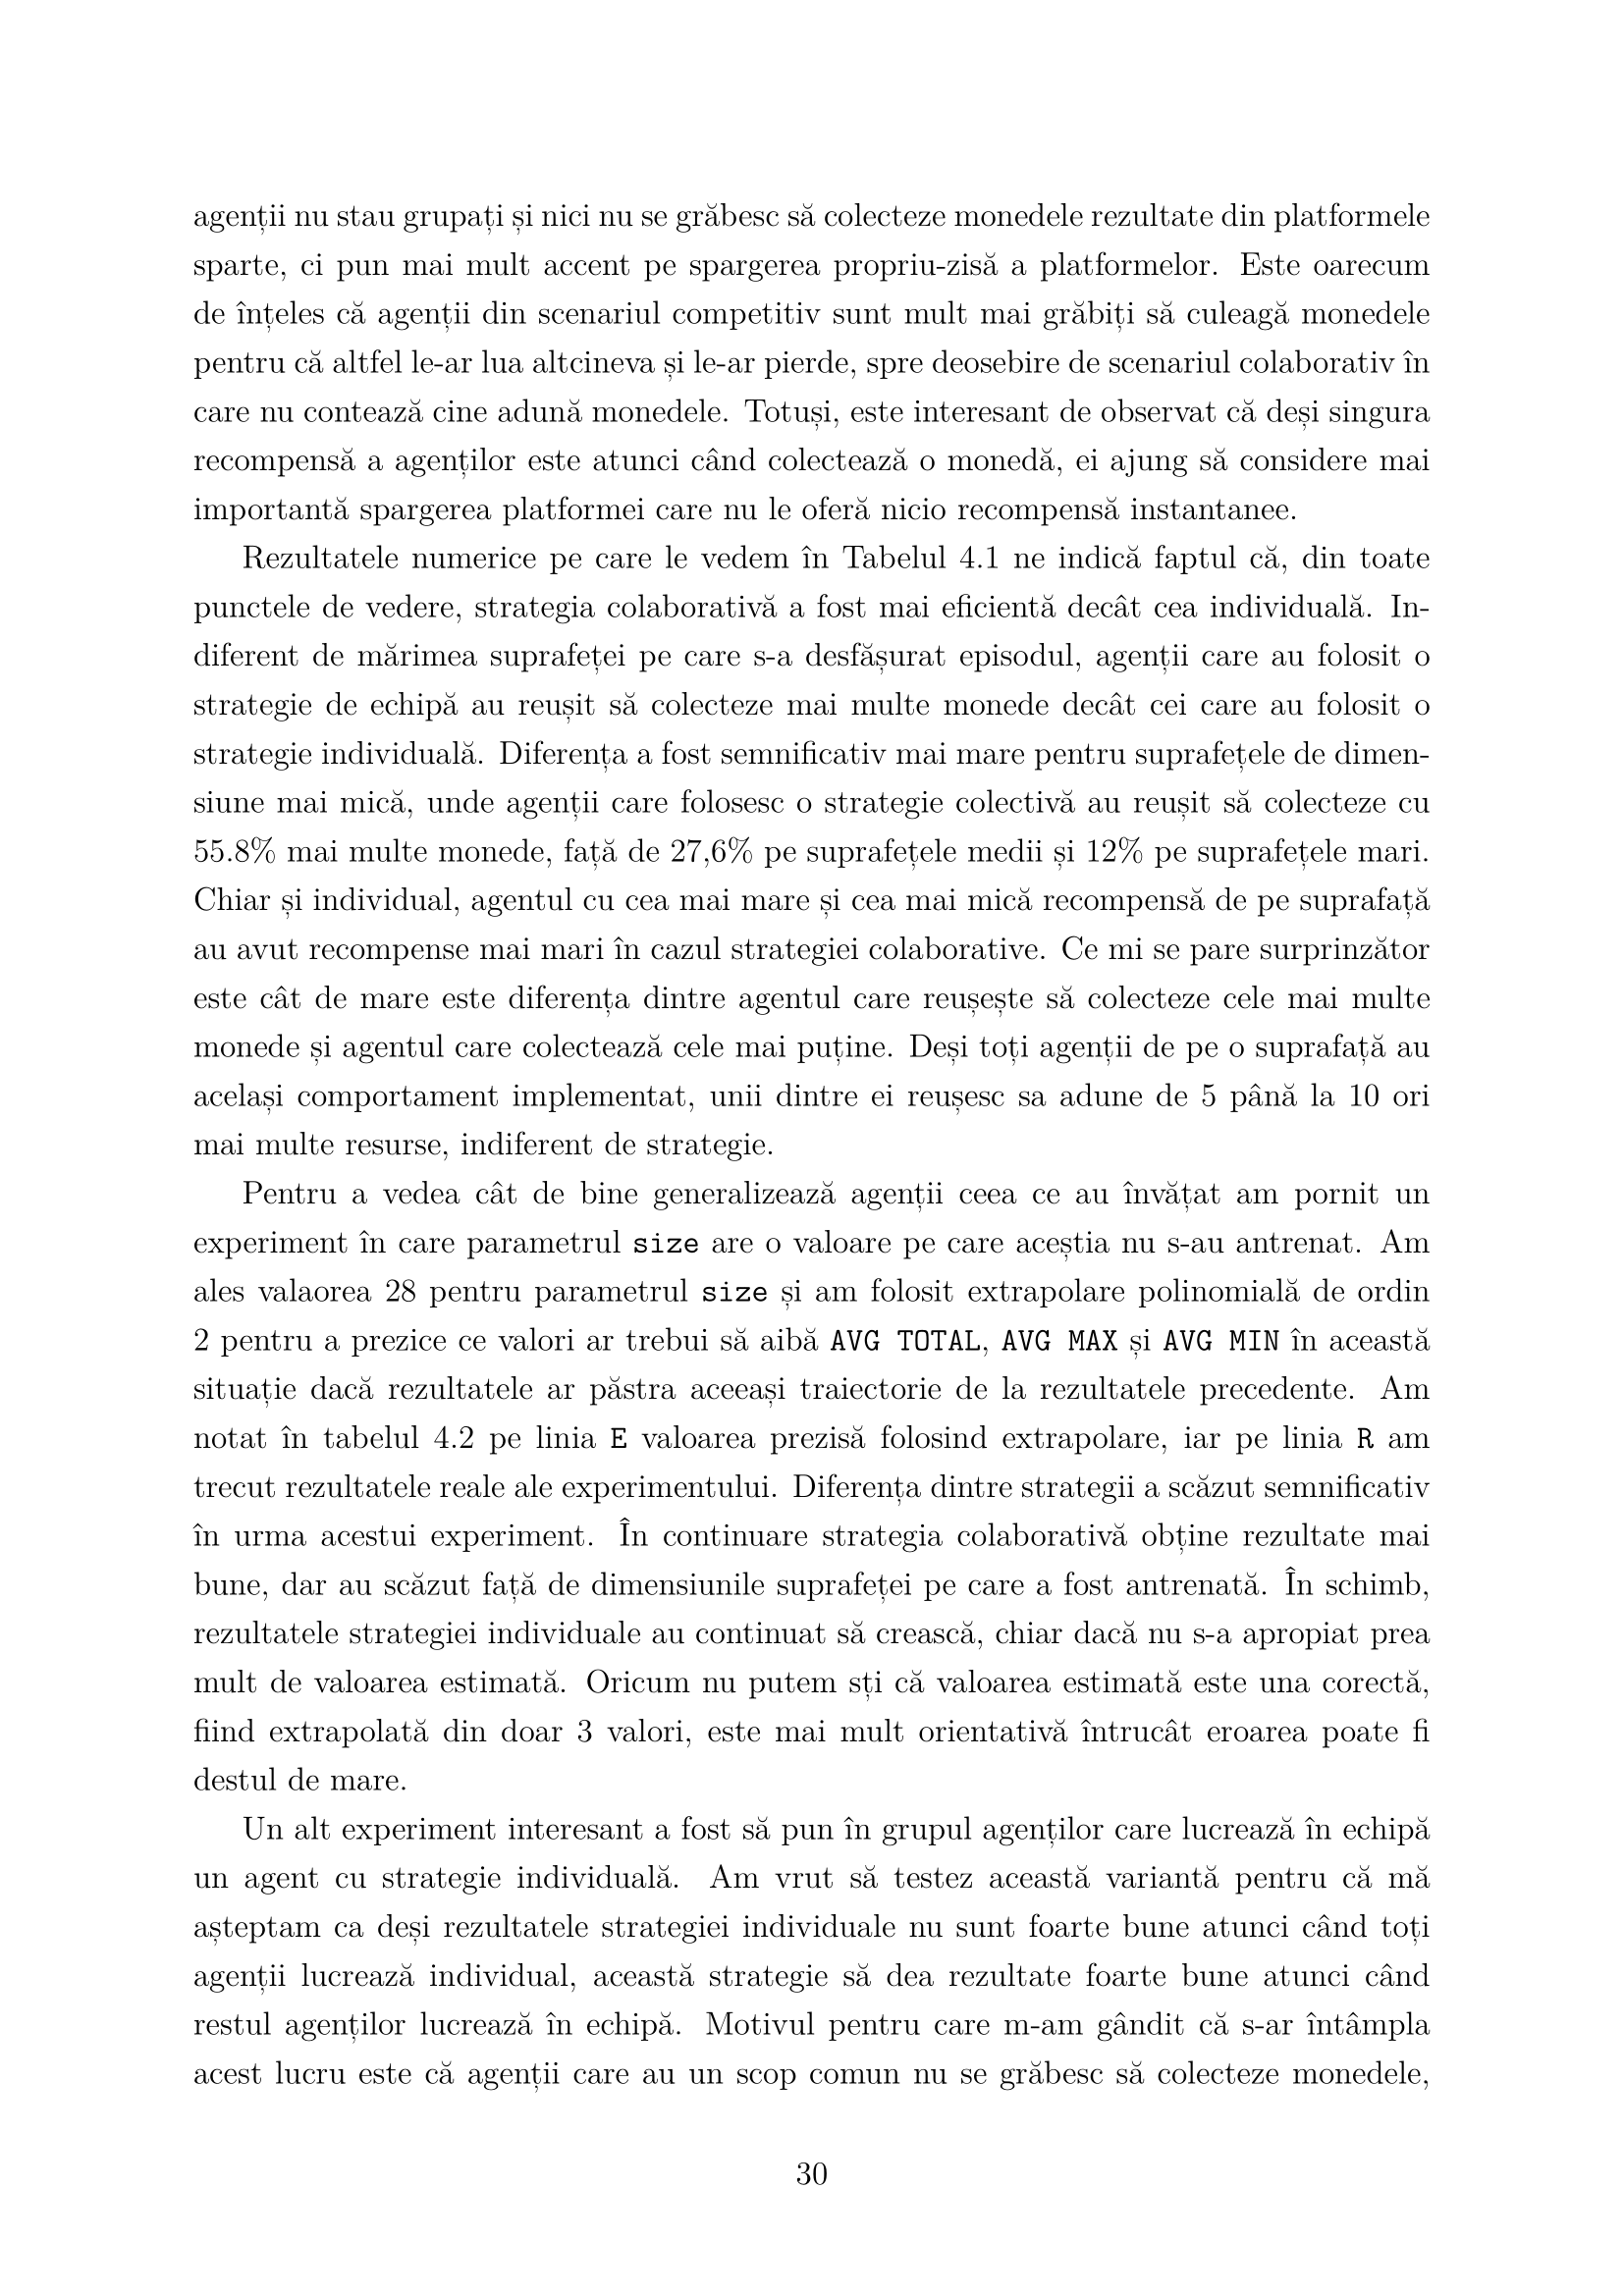 agenții nu stau grupați și nici nu se grăbesc să colecteze monedele rezultate din platformele
sparte, ci pun mai mult accent pe spargerea propriu-zisă a platformelor. Este oarecum
de înțeles că agenții din scenariul competitiv sunt mult mai grăbiți să culeagă monedele
pentru că altfel le-ar lua altcineva și le-ar pierde, spre deosebire de scenariul colaborativ în
care nu contează cine adună monedele. Totuși, este interesant de observat că deși singura
recompensă a agenților este atunci când colectează o monedă, ei ajung să considere mai
importantă spargerea platformei care nu le oferă nicio recompensă instantanee.
Rezultatele numerice pe care le vedem în Tabelul 4.1 ne indică faptul că, din toate
punctele de vedere, strategia colaborativă a fost mai eficientă decât cea individuală. In-
diferent de mărimea suprafeței pe care s-a desfășurat episodul, agenții care au folosit o
strategie de echipă au reușit să colecteze mai multe monede decât cei care au folosit o
strategie individuală. Diferența a fost semnificativ mai mare pentru suprafețele de dimen-
siune mai mică, unde agenții care folosesc o strategie colectivă au reușit să colecteze cu
55.8% mai multe monede, față de 27,6% pe suprafețele medii și 12% pe suprafețele mari.
Chiar și individual, agentul cu cea mai mare și cea mai mică recompensă de pe suprafață
au avut recompense mai mari în cazul strategiei colaborative. Ce mi se pare surprinzător
este cât de mare este diferența dintre agentul care reușește să colecteze cele mai multe
monede și agentul care colectează cele mai puține. Deși toți agenții de pe o suprafață au
același comportament implementat, unii dintre ei reușesc sa adune de 5 până la 10 ori
mai multe resurse, indiferent de strategie.
Pentru a vedea cât de bine generalizează agenții ceea ce au învățat am pornit un
experiment în care parametrul size are o valoare pe care aceștia nu s-au antrenat. Am
ales valaorea 28 pentru parametrul size și am folosit extrapolare polinomială de ordin
2 pentru a prezice ce valori ar trebui să aibă AVG TOTAL, AVG MAX și AVG MIN în această
situație dacă rezultatele ar păstra aceeași traiectorie de la rezultatele precedente. Am
notat în tabelul 4.2 pe linia E valoarea prezisă folosind extrapolare, iar pe linia R am
trecut rezultatele reale ale experimentului. Diferența dintre strategii a scăzut semnificativ
în urma acestui experiment. În continuare strategia colaborativă obține rezultate mai
bune, dar au scăzut față de dimensiunile suprafeței pe care a fost antrenată. În schimb,
rezultatele strategiei individuale au continuat să crească, chiar dacă nu s-a apropiat prea
mult de valoarea estimată. Oricum nu putem sți că valoarea estimată este una corectă,
fiind extrapolată din doar 3 valori, este mai mult orientativă întrucât eroarea poate fi
destul de mare.
Un alt experiment interesant a fost să pun în grupul agenților care lucrează în echipă
un agent cu strategie individuală. Am vrut să testez această variantă pentru că mă
așteptam ca deși rezultatele strategiei individuale nu sunt foarte bune atunci când toți
agenții lucrează individual, această strategie să dea rezultate foarte bune atunci când
restul agenților lucrează în echipă. Motivul pentru care m-am gândit că s-ar întâmpla
acest lucru este că agenții care au un scop comun nu se grăbesc să colecteze monedele,
30